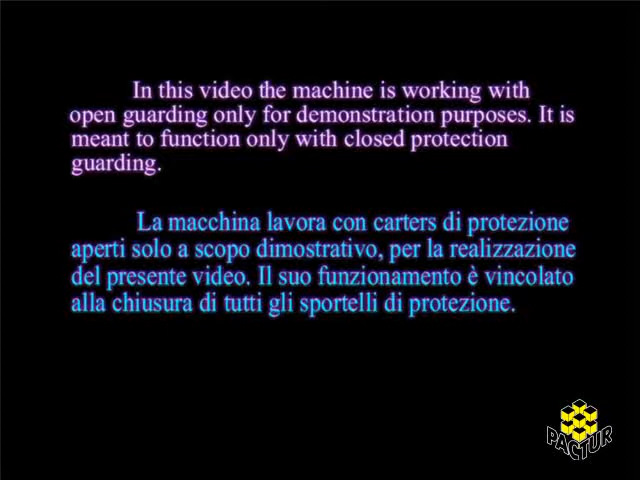 In this video the machine is working with
open guarding only for demonstration purposes. It is
meant to function only with closed protection
guarding.
La macchina lavora con carters di protezione
aperti solo a scopo dimostrativo, per la realizzazione
del presente video. Il suo funzionamento è vincolato
alla chiusura di tutti gli sportelli di protezione.
PACTUR